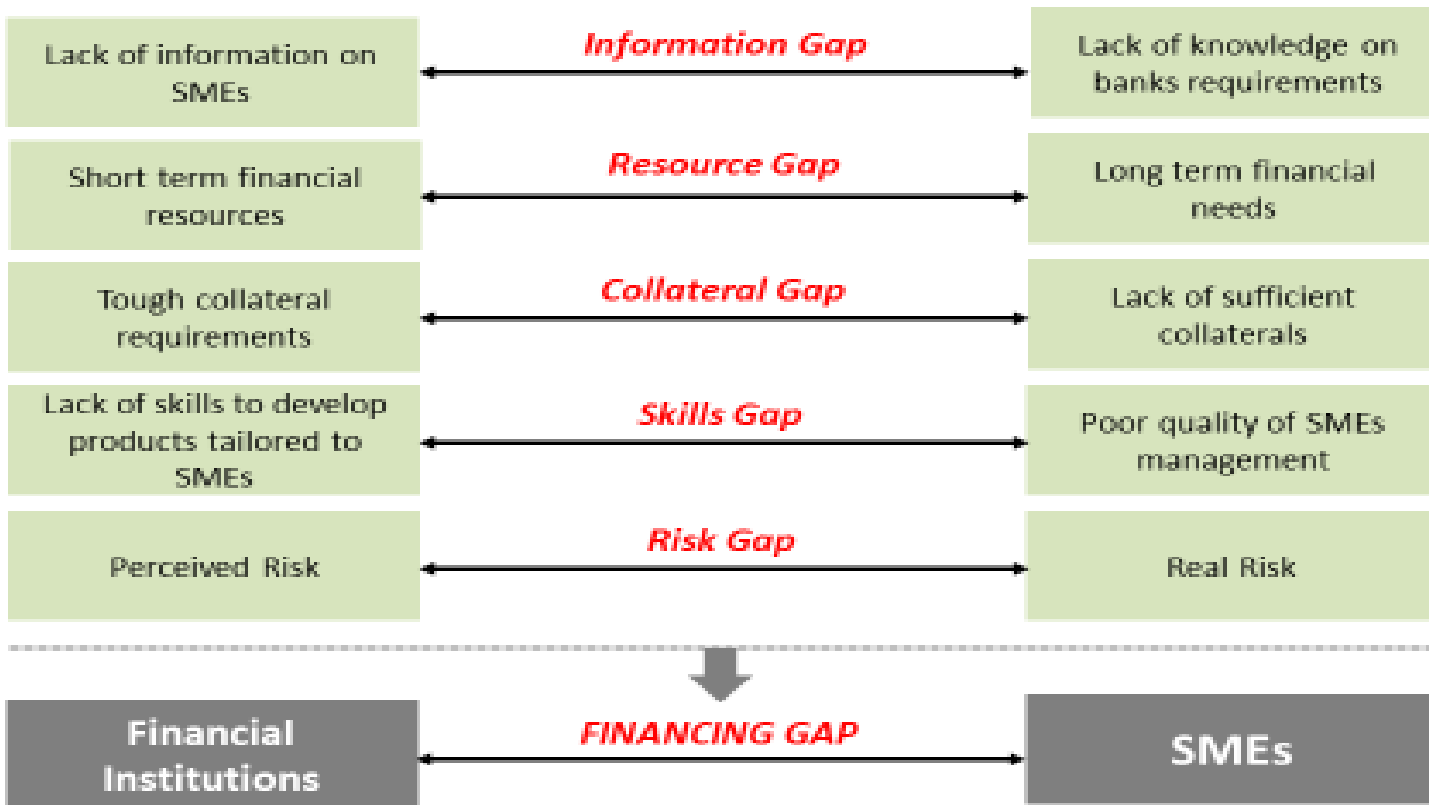 Lack of information on
SMEs
Information Gap
Lack of knowledge on
banks requirements
Short term financial
resources
Resource Gap
Long term financial
needs
Tough collateral
requirements
Collateral Gap
Lack of sufficient
collaterals
Lack of skills to develop
products tailored to
SMEs
Skills Gap
Poor quality of SMEs
management
Perceived Risk
Risk Gap
Real Risk
Financial
Institutions
FINANCING GAP
SMEs